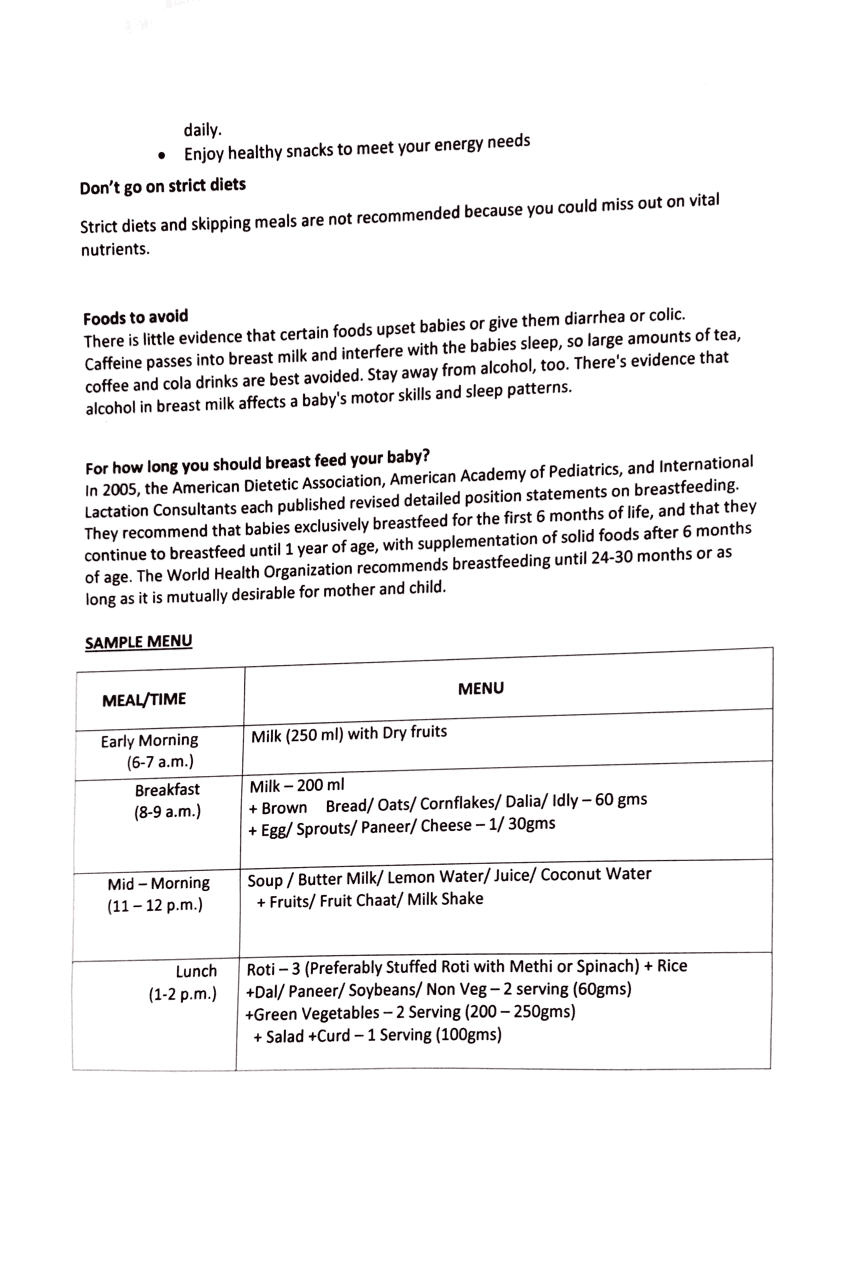 daily.
• Enjoy healthy snacks to meet your energy needs
Don't go on strict diets
Strict diets and skipping meals are not recommended because you could miss out on vital
nutrients.
Foods to avoid
There is little evidence that certain foods upset babies or give them diarrhea or colic.
Caffeine passes into breast milk and interfere with the babies sleep, so large amounts of tea,
coffee and cola drinks are best avoided. Stay away from alcohol, too. There's evidence that
alcohol in breast milk affects a baby's motor skills and sleep patterns.
For how long you should breast feed your baby?
In 2005, the American Dietetic Association, American Academy of Pediatrics, and International
Lactation Consultants each published revised detailed position statements on breastfeeding.
They recommend that babies exclusively breastfeed for the first 6 months of life, and that they
continue to breastfeed until 1 year of age, with supplementation of solid foods after 6 months
of age. The World Health Organization recommends breastfeeding until 24-30 months or as
long as it is mutually desirable for mother and child.
SAMPLE MENU
MEAL/TIME MENU
Early Morning Milk (250 ml) with Dry fruits
(6-7 a.m.)
Breakfast Milk – 200 ml
(8-9 a.m.) + Brown Bread/ Oats/ Cornflakes/ Dalia/ Idly – 60 gms
+ Egg/ Sprouts/ Paneer/ Cheese – 1/ 30gms
Mid – Morning Soup / Butter Milk/ Lemon Water/ Juice/ Coconut Water
(11 – 12 p.m.) + Fruits/ Fruit Chaat/ Milk Shake
Lunch Roti – 3 (Preferably Stuffed Roti with Methi or Spinach) + Rice
(1-2 p.m.) +Dal/ Paneer/ Soybeans/ Non Veg – 2 serving (60gms)
+Green Vegetables – 2 Serving (200 – 250gms)
+ Salad +Curd – 1 Serving (100gms)